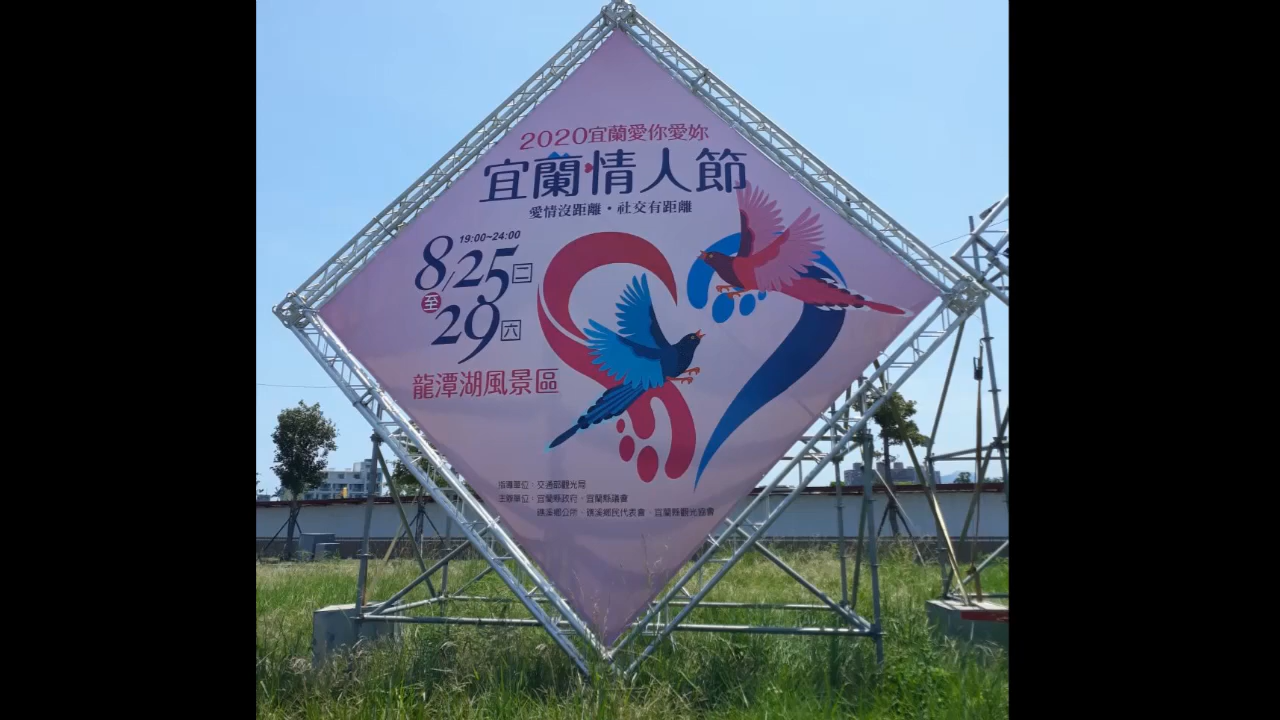 2020宜蘭愛你愛妳
宜蘭情人節
愛情沒距離・社交有距離
19:00~24:00
8/25二
至
29六
龍潭湖風景區
指導單位：交通部觀光局
主辦單位：宜蘭縣政府、宜蘭縣議會
礁溪鄉公所、礁溪鄉民代表會、宜蘭縣觀光協會